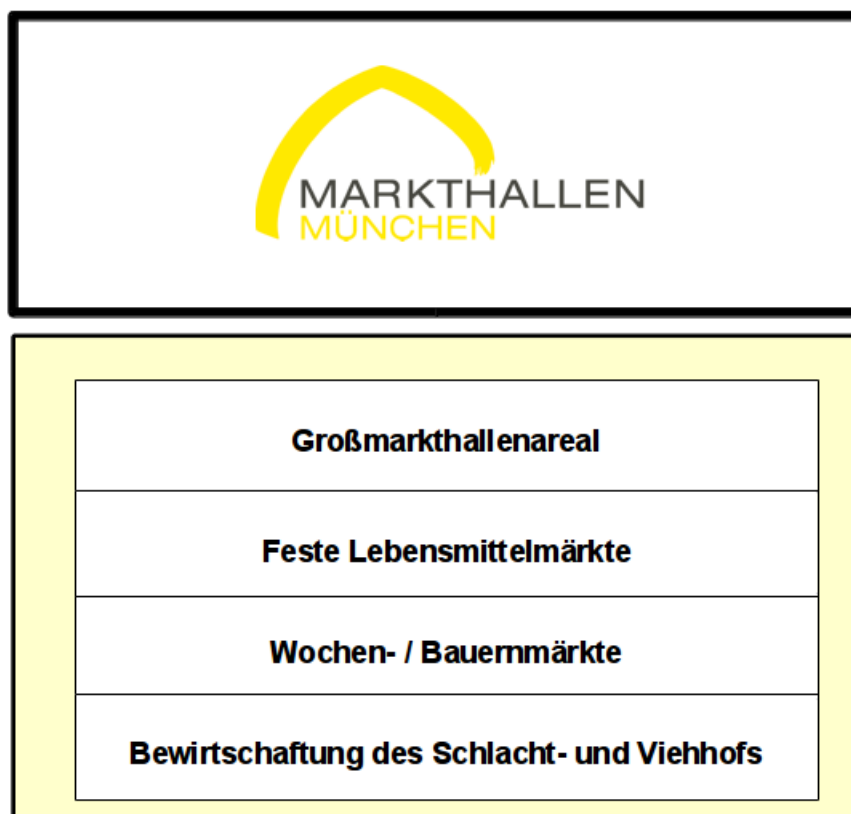 MARKTHALLEN
MÜNCHEN
Großmarkthallenareal
Feste Lebensmittelmärkte
Wochen- / Bauernmärkte
Bewirtschaftung des Schlacht- und Viehhofs